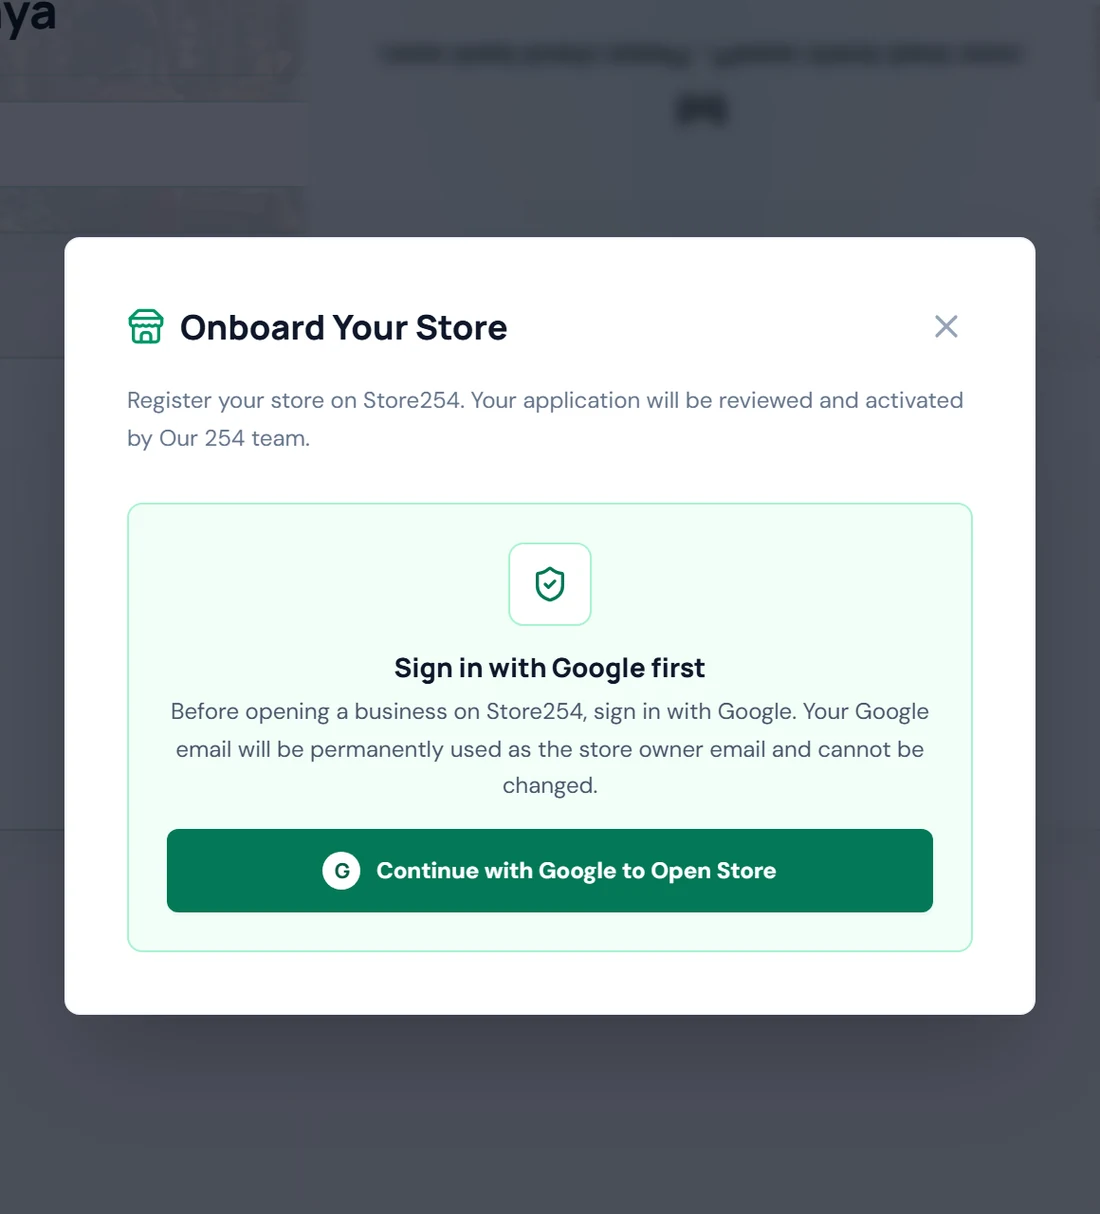 Onboard Your Store
Register your store on Store254. Your application will be reviewed and activated
by Our 254 team.
Sign in with Google first
Before opening a business on Store254, sign in with Google. Your Google
email will be permanently used as the store owner email and cannot be
changed.
G Continue with Google to Open Store